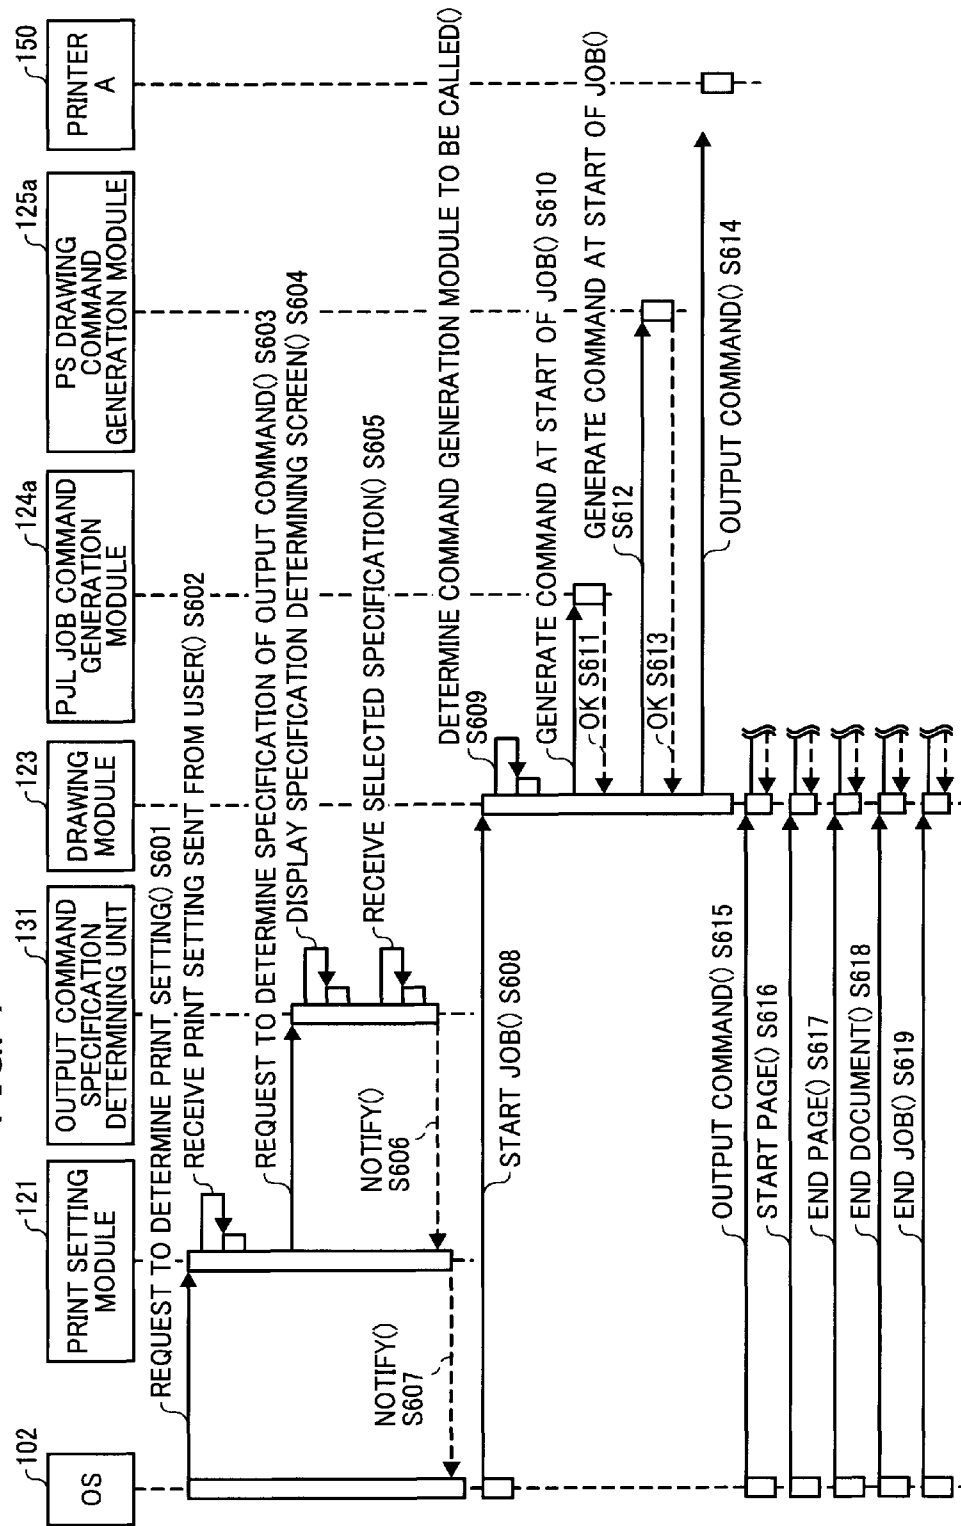 102
OS
121
PRINT SETTING
MODULE
131
OUTPUT COMMAND
SPECIFICATION
DETERMINING UNIT
123
DRAWING
MODULE
124a
PJL JOB COMMAND
GENERATION
MODULE
125a
PS DRAWING
COMMAND
GENERATION MODULE
150
PRINTER
A
REQUEST TO DETERMINE PRINT SETTING() S601
RECEIVE PRINT SETTING SENT FROM USER() S602
REQUEST TO DETERMINE SPECIFICATION OF OUTPUT COMMAND() S603
DISPLAY SPECIFICATION DETERMINING SCREEN() S604
RECEIVE SELECTED SPECIFICATION() S605
NOTIFY()
S606
NOTIFY()
S607
START JOB() S608
DETERMINE COMMAND GENERATION MODULE TO BE CALLED()
S609
GENERATE COMMAND AT START OF JOB() S610
OK S611
GENERATE COMMAND AT START OF JOB()
S612
OK S613
OUTPUT COMMAND() S614
OUTPUT COMMAND() S615
START PAGE() S616
END PAGE() S617
END DOCUMENT() S618
END JOB() S619